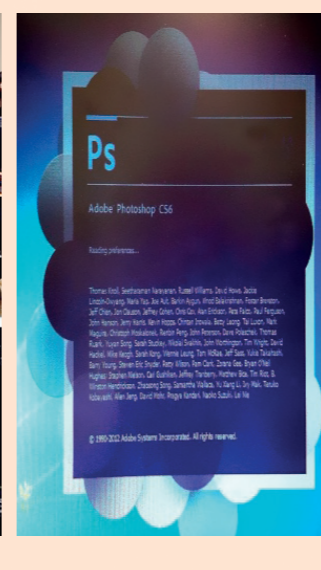 Ps
Adobe Photoshop CS6
Reading preferences...
Thomas Knoll, Seetharaman Narayanan, Russell Williams, David Howe, Jackie
Lincoln-Owyang, Maria Yap, Joe Ault, Barkin Aygun, Vinod Balakrishnan, Foster Brereton,
Jeff Chien, Jon Clauson, Jeffrey Cohen, Chris Cox, Alan Erickson, Pete Falco, Paul Ferguson,
John Hanson, Jerry Harris, Kevin Hopps, Chintan Intwala, Betty Leong, Tai Luxon, Mark
Maguire, Christoph Moskalonek, Renbin Peng, John Peterson, Dave Polaschek, Thomas
Ruark, Yuyan Song, Sarah Stuckey, Nikolai Svakhin, John Worthington, Tim Wright, David
Hackel, Mike Keogh, Sarah Kong, Wennie Leung, Tom McRae, Jeff Sass, Yukie Takahashi,
Barry Young, Steven Eric Snyder, Petty Wilson, Pam Clark, Zorana Gee, Bryan O'Neil
Hughes, Stephen Nielson, Cari Gushiken, Jeffrey Tranberry, Matthew Bice, Tim Riot, B.
Winston Hendrickson, Zhaorong Song, Samantha Wallace, Yu Xiang Li, Ivy Mak, Teruko
Kobayashi, Allen Jeng, David Mohr, Pragya Kandari, Naoko Suzuki, Lei Nie
© 1990-2012 Adobe Systems Incorporated. All rights reserved.